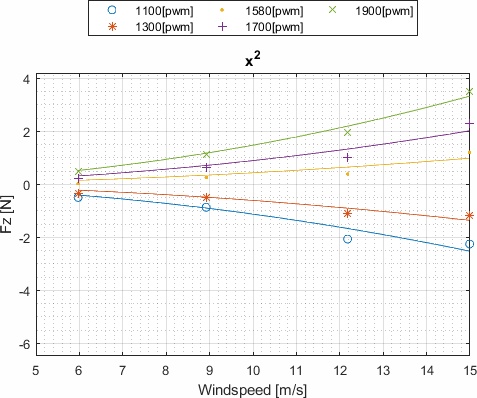 1100[pwm] 1580[pwm] 1900[pwm]
1300[pwm] 1700[pwm]
x²
4
2
0
-2
-4
-6
Fz [N]
5 6 7 8 9 10 11 12 13 14 15
Windspeed [m/s]